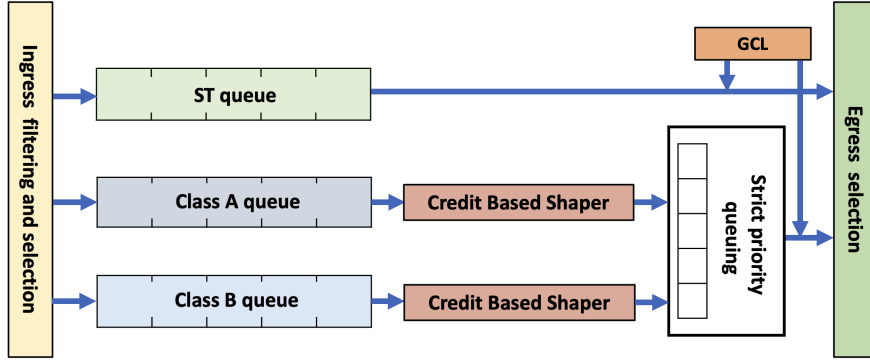 Ingress filtering and selection
GCL
ST queue
Class A queue
Credit Based Shaper
Class B queue
Credit Based Shaper
Strict priority
queuing
Egress selection